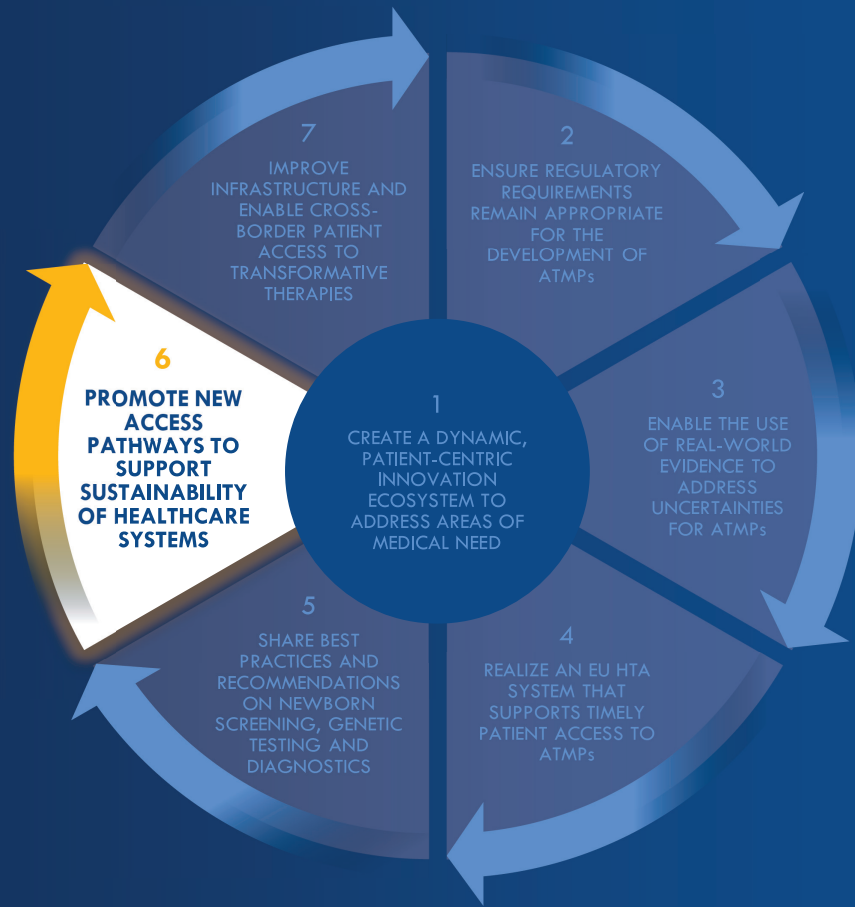 1
CREATE A DYNAMIC,
PATIENT-CENTRIC
INNOVATION
ECOSYSTEM TO
ADDRESS AREAS OF
MEDICAL NEED
2
ENSURE REGULATORY
REQUIREMENTS
REMAIN APPROPRIATE
FOR THE
DEVELOPMENT OF
ATMPs
3
ENABLE THE USE
OF REAL-WORLD
EVIDENCE TO
ADDRESS
UNCERTAINTIES
FOR ATMPs
4
REALIZE AN EU HTA
SYSTEM THAT
SUPPORTS TIMELY
PATIENT ACCESS TO
ATMPs
5
SHARE BEST
PRACTICES AND
RECOMMENDATIONS
ON NEWBORN
SCREENING, GENETIC
TESTING AND
DIAGNOSTICS
6
PROMOTE NEW
ACCESS
PATHWAYS TO
SUPPORT
SUSTAINABILITY
OF HEALTHCARE
SYSTEMS
7
IMPROVE
INFRASTRUCTURE AND
ENABLE CROSS-
BORDER PATIENT
ACCESS TO
TRANSFORMATIVE
THERAPIES